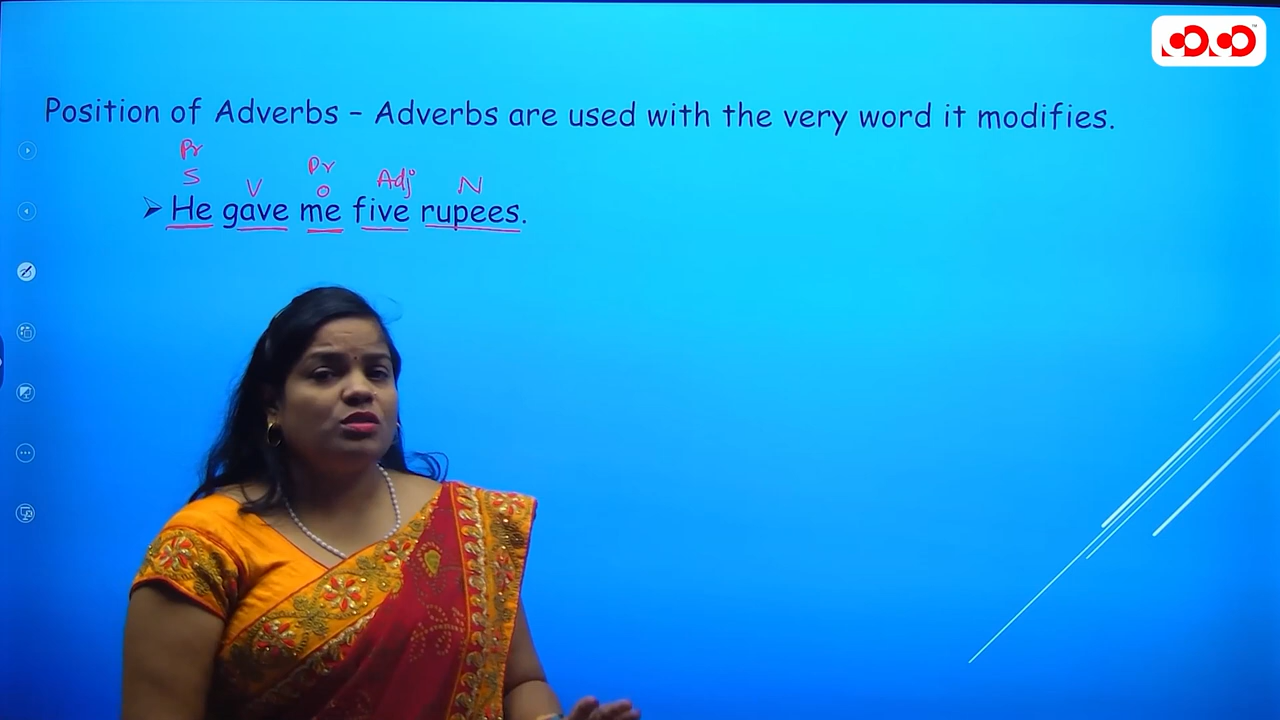 Position of Adverbs – Adverbs are used with the very word it modifies.
Pr Pr
S V O Adj N
He gave me five rupees.